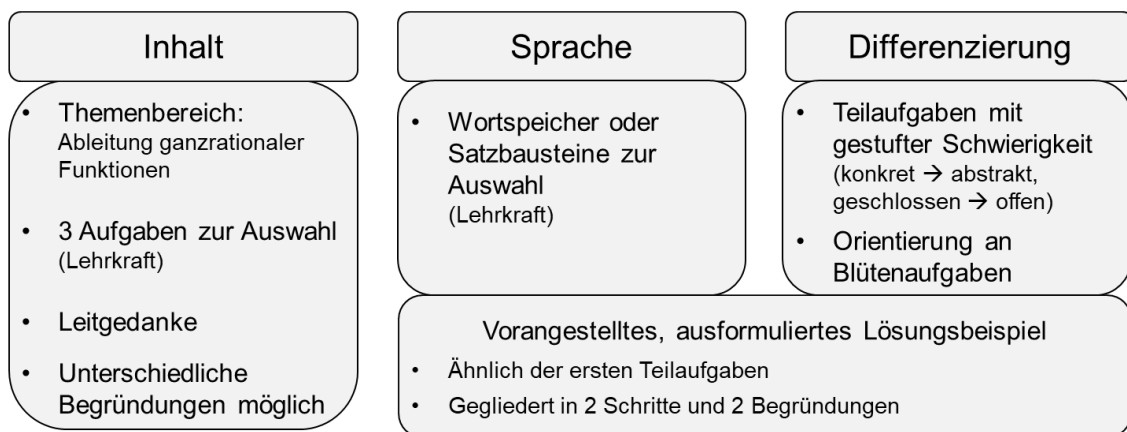 Inhalt
• Themenbereich:
Ableitung ganzrationaler
Funktionen
• 3 Aufgaben zur Auswahl
(Lehrkraft)
• Leitgedanke
• Unterschiedliche
Begründungen möglich
Sprache
• Wortspeicher oder
Satzbausteine zur
Auswahl
(Lehrkraft)
Differenzierung
• Teilaufgaben mit
gestufter Schwierigkeit
(konkret → abstrakt,
geschlossen → offen)
• Orientierung an
Blütenaufgaben
Vorangestelltes, ausformuliertes Lösungsbeispiel
• Ähnlich der ersten Teilaufgaben
• Gegliedert in 2 Schritte und 2 Begründungen